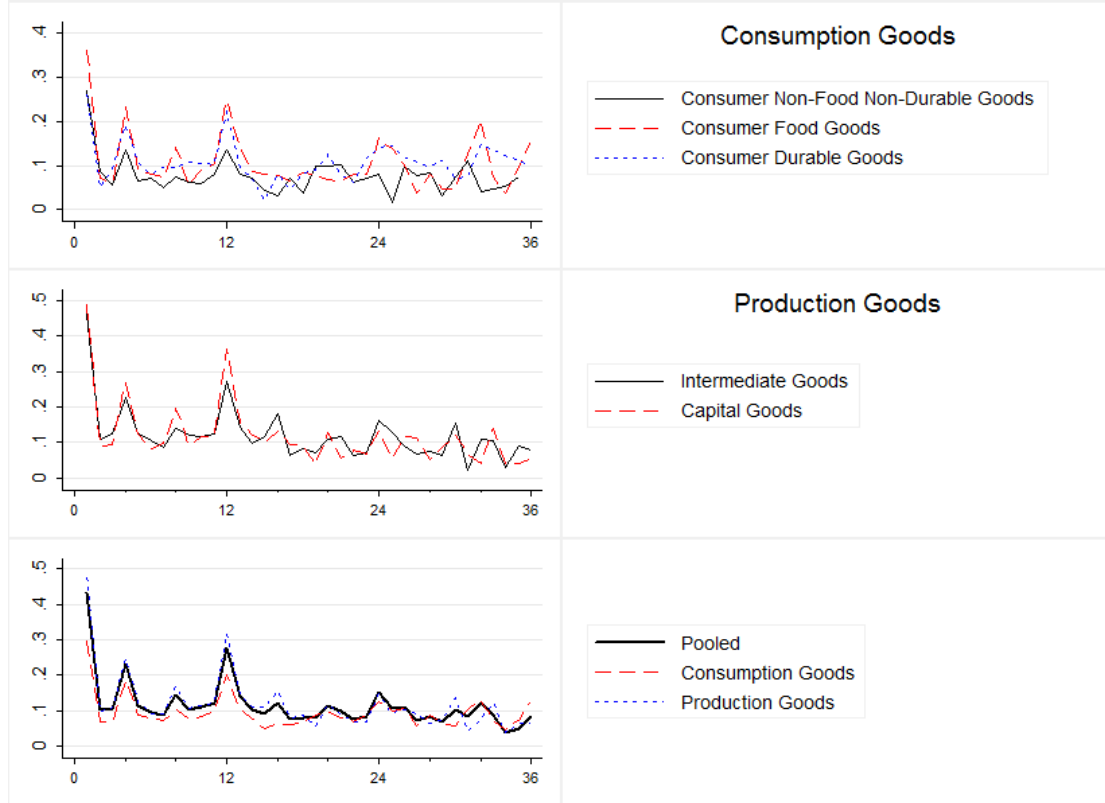 .4
.3
.2
.1
0
0 12 24 36
Consumption Goods
Consumer Non-Food Non-Durable Goods
Consumer Food Goods
Consumer Durable Goods
.5
.4
.3
.2
.1
0
0 12 24 36
Production Goods
Intermediate Goods
Capital Goods
.5
.4
.3
.2
.1
0
0 12 24 36
Pooled
Consumption Goods
Production Goods